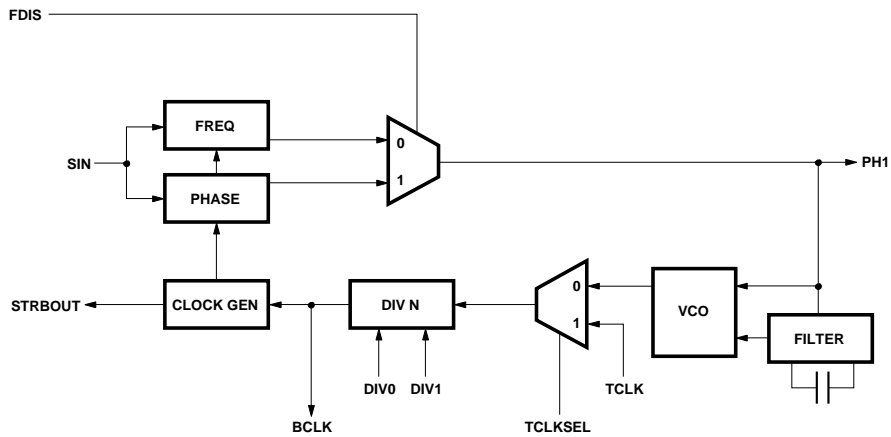 FDIS
FREQ
0
SIN
PH1
1
PHASE
CLOCK GEN
DIV N
0
VCO
STRBOUT
1
FILTER
DIV0
DIV1
TCLK
BCLK
TCLKSEL